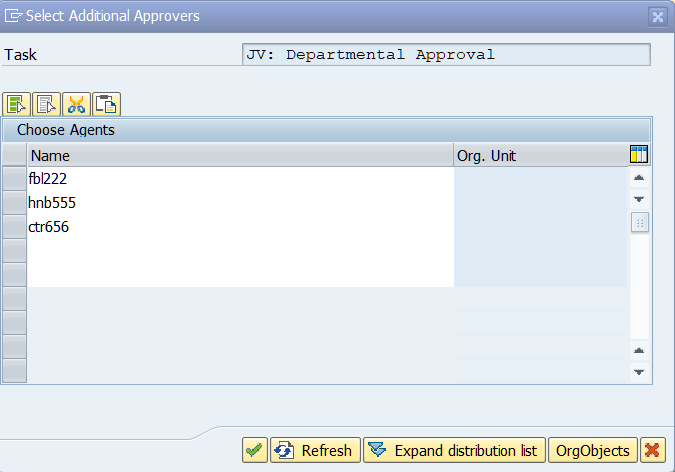 Select Additional Approvers
Task JV: Departmental Approval
Choose Agents
Name Org. Unit
fbl222
hnb555
ctr656
Refresh Expand distribution list OrgObjects